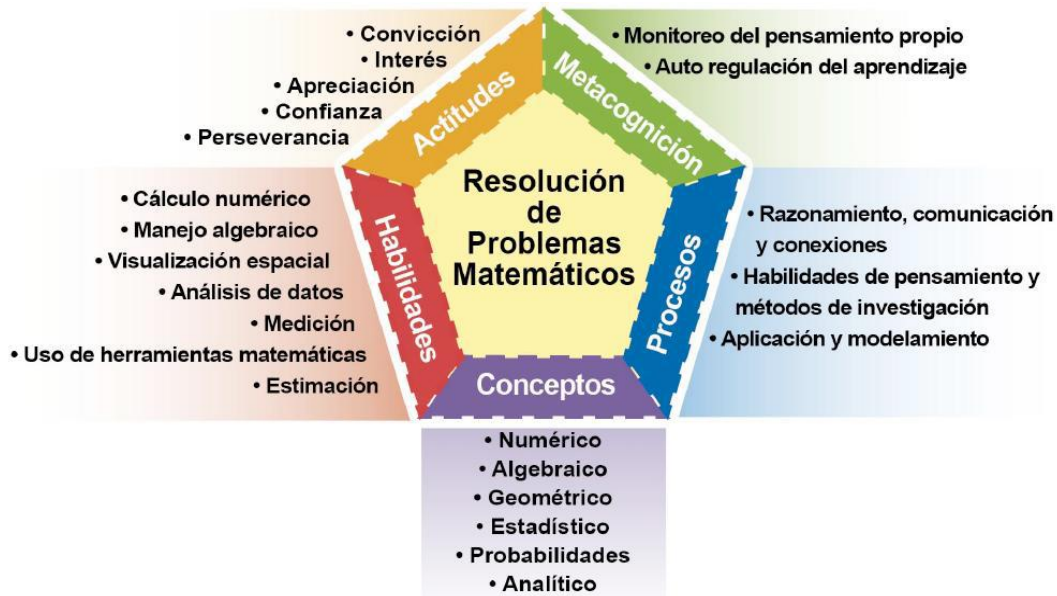 • Convicción
• Interés
• Apreciación
• Confianza
• Perseverancia
Actitudes
Metacognición
• Monitoreo del pensamiento propio
• Auto regulación del aprendizaje
• Cálculo numérico
• Manejo algebraico
• Visualización espacial
• Análisis de datos
• Medición
• Uso de herramientas matemáticas
• Estimación
Habilidades
Resolución
de
Problemas
Matemáticos
Procesos
• Razonamiento, comunicación
y conexiones
• Habilidades de pensamiento y
métodos de investigación
• Aplicación y modelamiento
Conceptos
• Numérico
• Algebraico
• Geométrico
• Estadístico
• Probabilidades
• Analítico